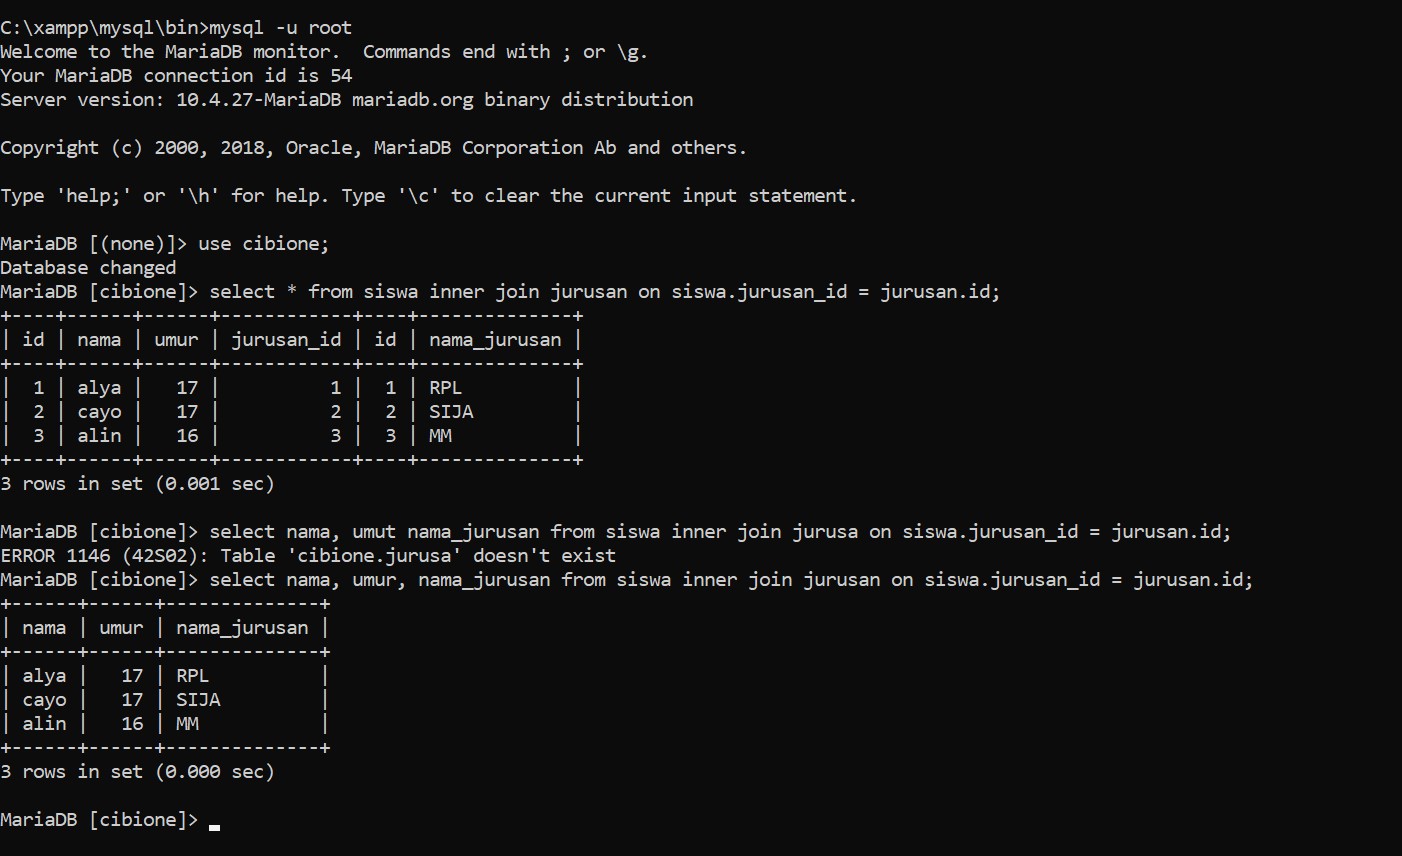 C:\xampp\mysql\bin>mysql -u root
Welcome to the MariaDB monitor.  Commands end with ; or \g.
Your MariaDB connection id is 54
Server version: 10.4.27-MariaDB mariadb.org binary distribution

Copyright (c) 2000, 2018, Oracle, MariaDB Corporation Ab and others.

Type 'help;' or '\h' for help. Type '\c' to clear the current input statement.

MariaDB [(none)]> use cibione;
Database changed
MariaDB [cibione]> select * from siswa inner join jurusan on siswa.jurusan_id = jurusan.id;
+----+------+------+------------+----+--------------+
| id | nama | umur | jurusan_id | id | nama_jurusan |
+----+------+------+------------+----+--------------+
|  1 | alya |   17 |          1 |  1 | RPL          |
|  2 | cayo |   17 |          2 |  2 | SIJA         |
|  3 | alin |   16 |          3 |  3 | MM           |
+----+------+------+------------+----+--------------+
3 rows in set (0.001 sec)

MariaDB [cibione]> select nama, umut nama_jurusan from siswa inner join jurusa on siswa.jurusan_id = jurusan.id;
ERROR 1146 (42S02): Table 'cibione.jurusa' doesn't exist
MariaDB [cibione]> select nama, umur, nama_jurusan from siswa inner join jurusan on siswa.jurusan_id = jurusan.id;
+------+------+--------------+
| nama | umur | nama_jurusan |
+------+------+--------------+
| alya |   17 | RPL          |
| cayo |   17 | SIJA         |
| alin |   16 | MM           |
+------+------+--------------+
3 rows in set (0.000 sec)

MariaDB [cibione]> _